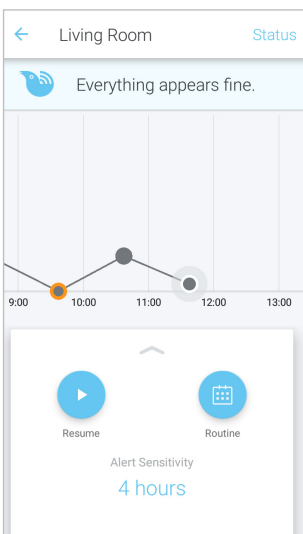 Living Room Status
Everything appears fine.
9:00 10:00 11:00 12:00 13:00
Resume Routine
Alert Sensitivity
4 hours